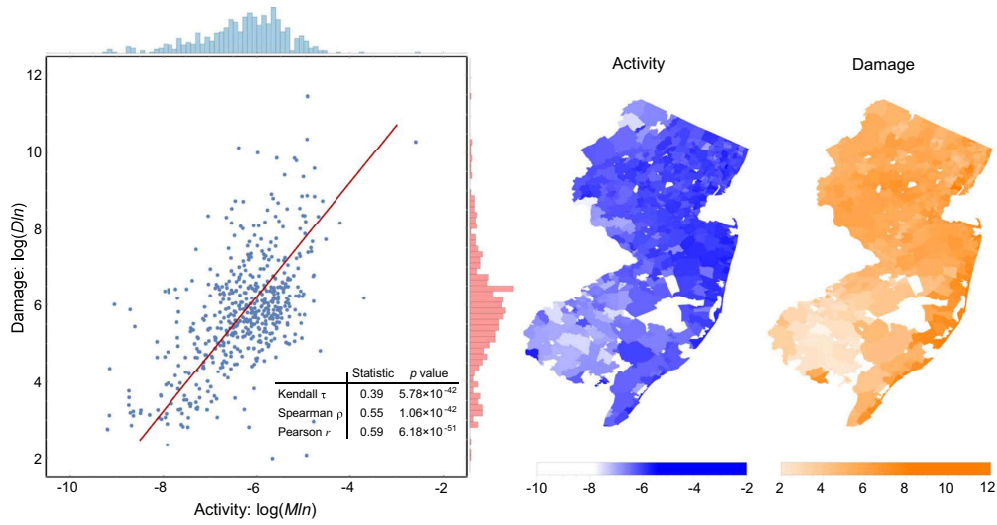 Damage: log(Dln)
12
10
8
6
4
2
-10
-8
-6
-4
-2
Activity: log(Mln)
Statistic p value
Kendall τ 0.39 5.78×10⁻⁴²
Spearman ρ 0.55 1.06×10⁻⁴²
Pearson r 0.59 6.18×10⁻⁵¹
Activity
-10 -8 -6 -4 -2
Damage
2 4 6 8 10 12